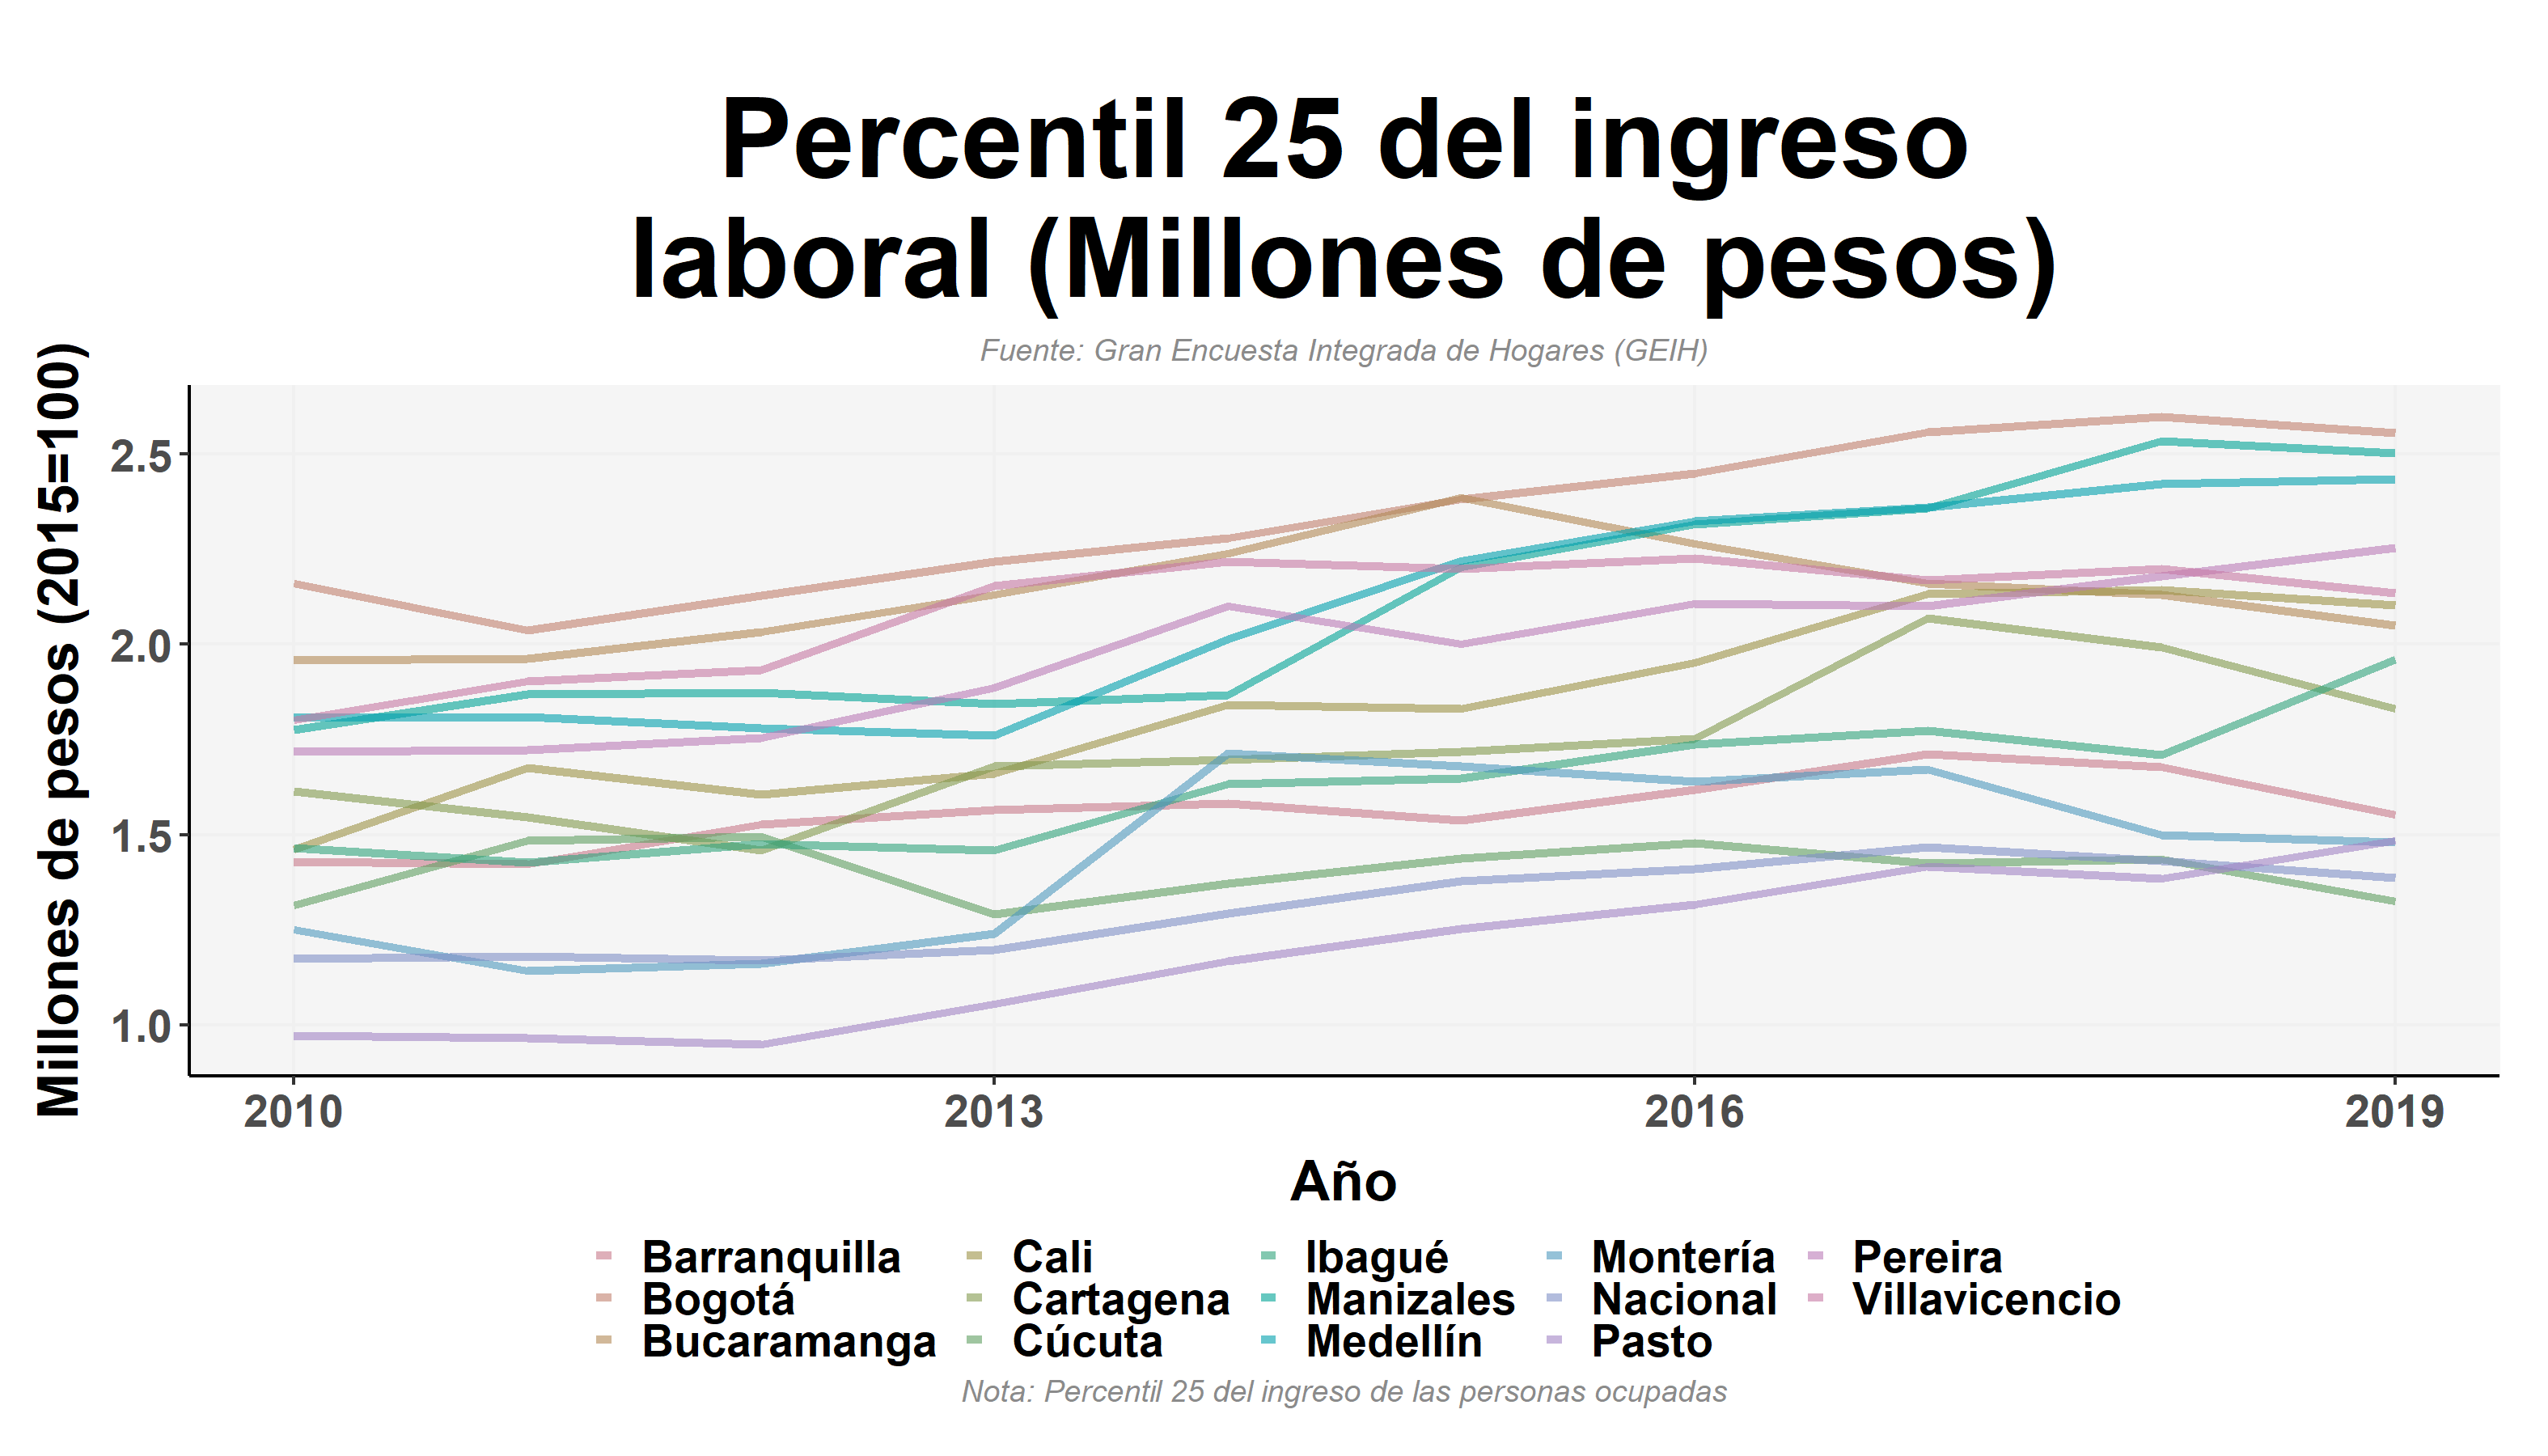 Percentil 25 del ingreso
laboral (Millones de pesos)
Fuente: Gran Encuesta Integrada de Hogares (GEIH)
Millones de pesos (2015=100)
2.5
2.0
1.5
1.0
2010 2013 2016 2019
Año
Barranquilla Cali Ibagué Montería Pereira
Bogotá Cartagena Manizales Nacional Villavicencio
Bucaramanga Cúcuta Medellín Pasto
Nota: Percentil 25 del ingreso de las personas ocupadas